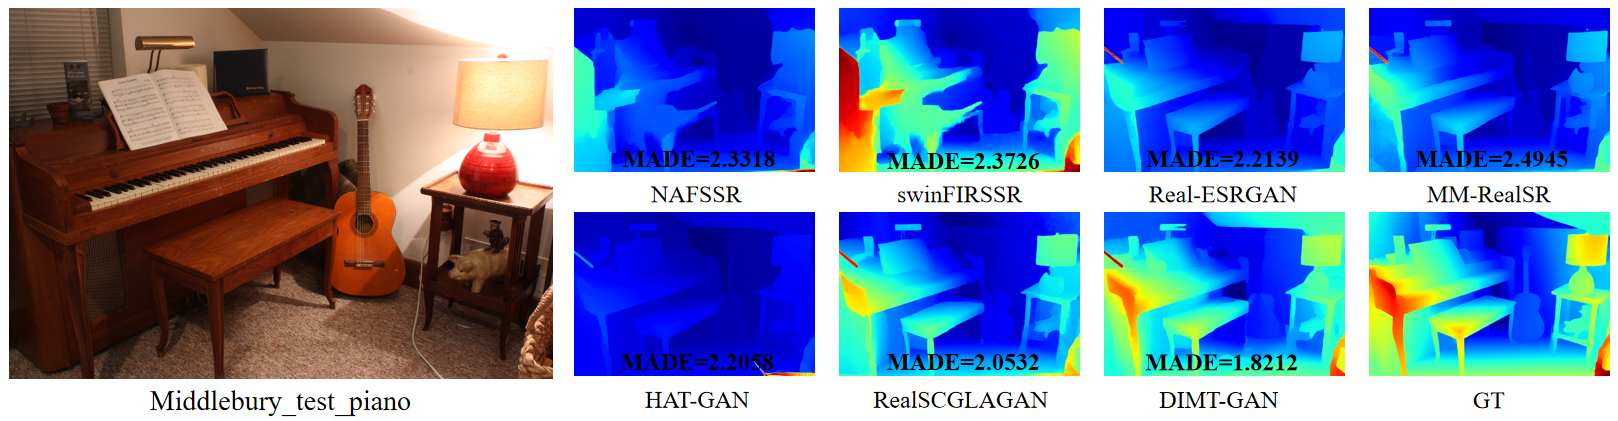 MADE=2.3318
MADE=2.3726
MADE=2.2139
MADE=2.4945
NAFSSR
swinFIRSSR
Real-ESRGAN
MM-RealSR
MADE=2.2058
MADE=2.0532
MADE=1.8212
HAT-GAN
RealSCGLAGAN
DIMT-GAN
GT
Middlebury_test_piano